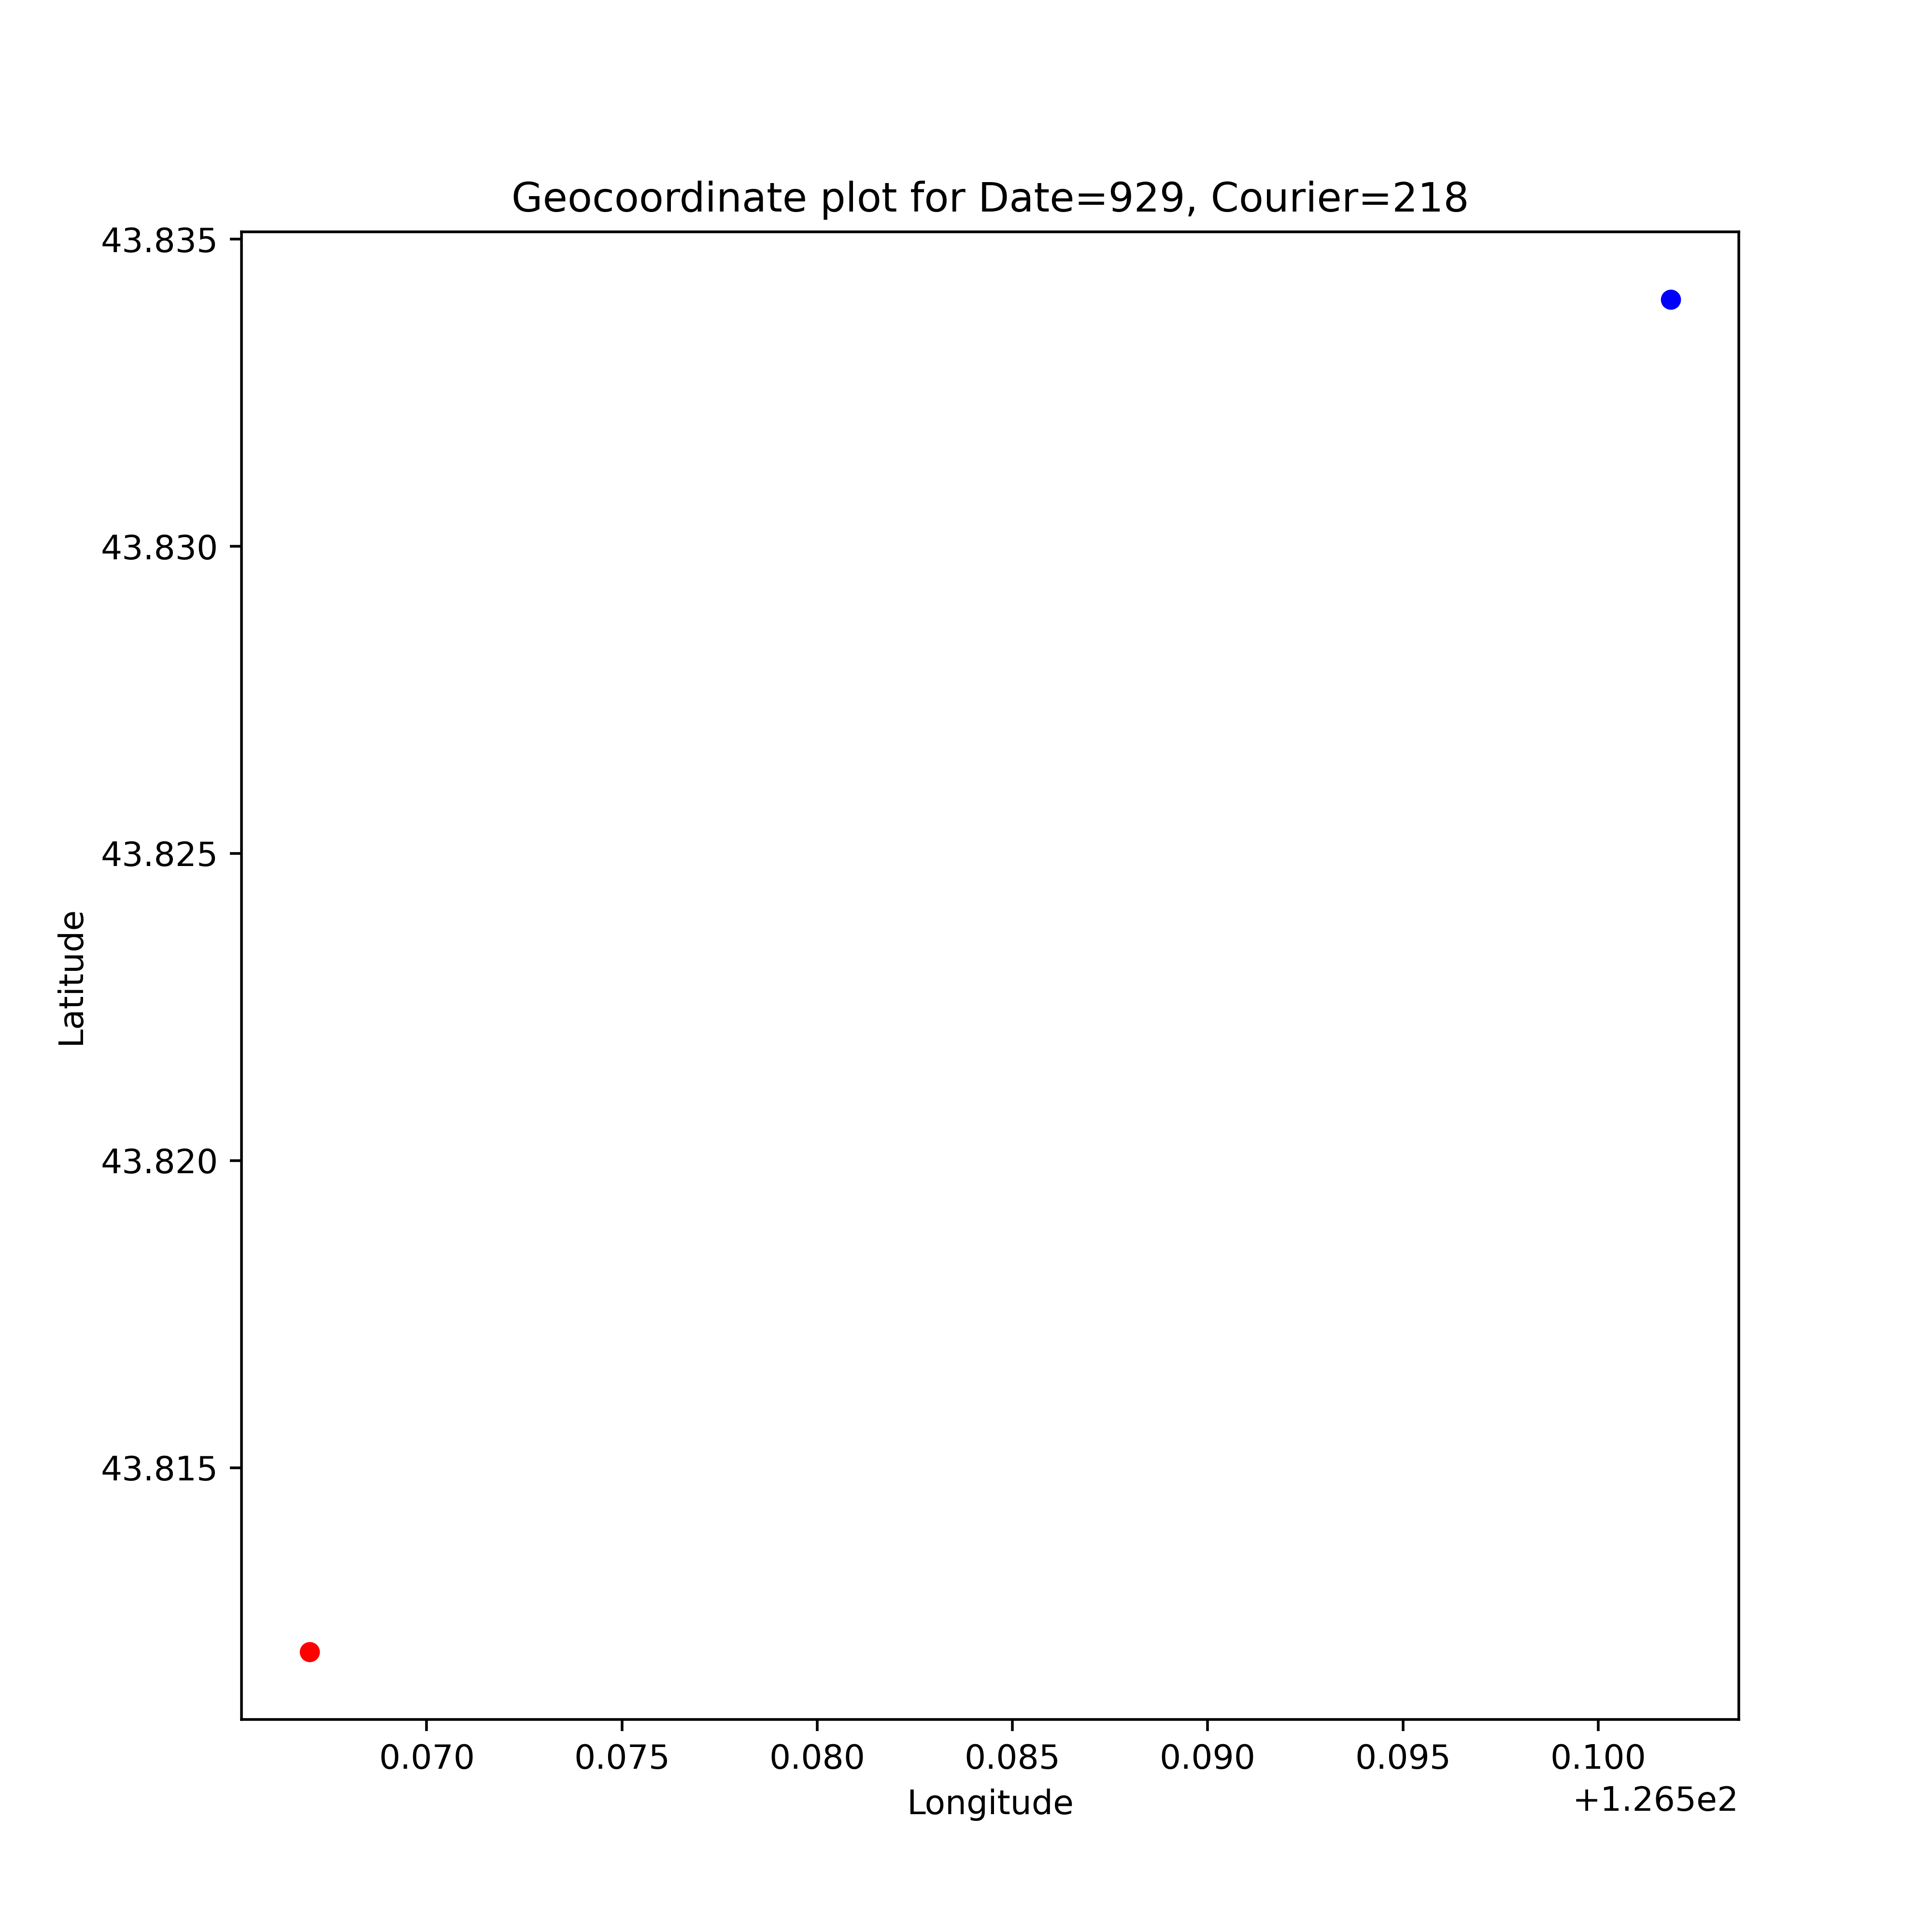 Geocoordinate plot for Date=929, Courier=218
43.835
43.830
43.825
43.820
43.815
Latitude
0.070 0.075 0.080 0.085 0.090 0.095 0.100
+1.265e2
Longitude